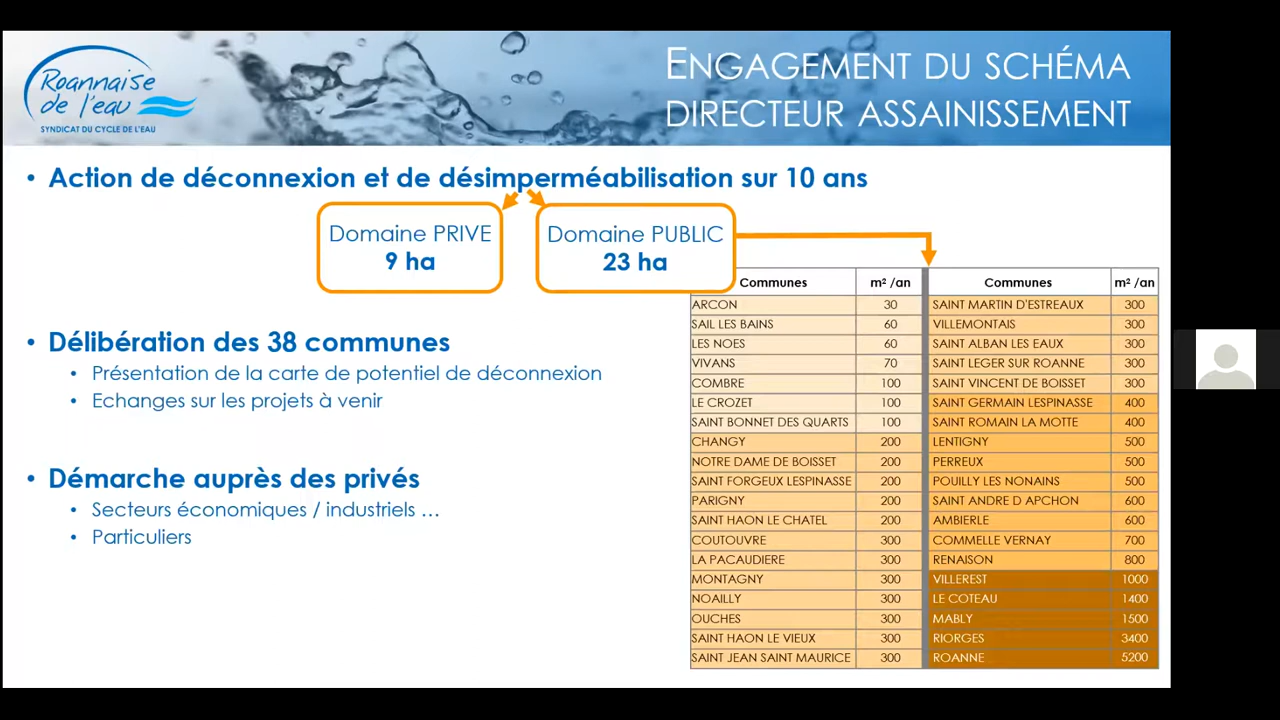 Roannaise
de l'eau
SYNDICAT DU CYCLE DE L'EAU
ENGAGEMENT DU SCHÉMA
DIRECTEUR ASSAINISSEMENT
• Action de déconnexion et de désimperméabilisation sur 10 ans
Domaine PRIVE
9 ha
Domaine PUBLIC
23 ha
• Délibération des 38 communes
• Présentation de la carte de potentiel de déconnexion
• Echanges sur les projets à venir
• Démarche auprès des privés
• Secteurs économiques / industriels ...
• Particuliers
Communes m² /an
ARCON 30
SAIL LES BAINS 60
LES NOES 60
VIVANS 70
COMBRE 100
LE CROZET 100
SAINT BONNET DES QUARTS 100
CHANGY 200
NOTRE DAME DE BOISSET 200
SAINT FORGEUX LESPINASSE 200
PARIGNY 200
SAINT HAON LE CHATEL 200
COUTOUVRE 300
LA PACAUDIERE 300
MONTAGNY 300
NOAILLY 300
OUCHES 300
SAINT HAON LE VIEUX 300
SAINT JEAN SAINT MAURICE 300
Communes m² /an
SAINT MARTIN D'ESTREAUX 300
VILLEMONTAIS 300
SAINT ALBAN LES EAUX 300
SAINT LEGER SUR ROANNE 300
SAINT VINCENT DE BOISSET 300
SAINT GERMAIN LESPINASSE 400
SAINT ROMAIN LA MOTTE 400
LENTIGNY 500
PERREUX 500
POUILLY LES NONAINS 500
SAINT ANDRE D APCHON 600
AMBIERLE 600
COMMELLE VERNAY 700
RENAISON 800
VILLEREST 1000
LE COTEAU 1400
MABLY 1500
RIORGES 3400
ROANNE 5200